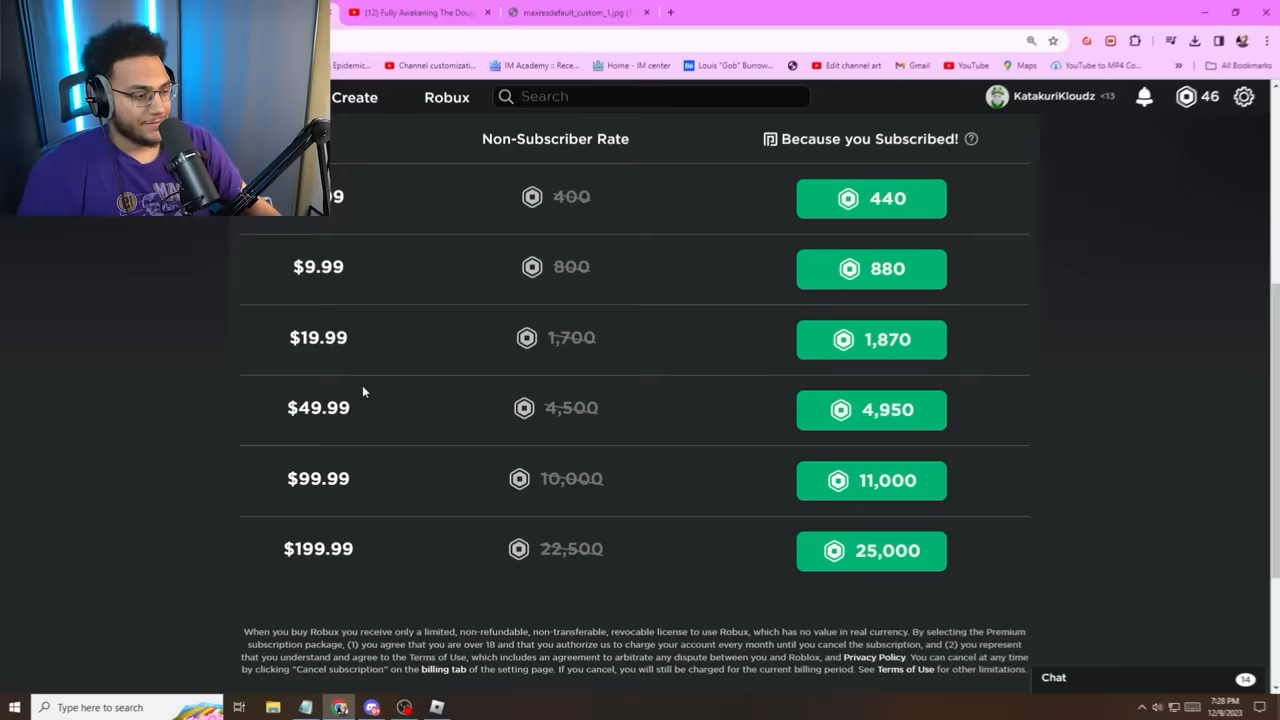 (12) Fully Awakening The Dou
maxresdefault_custom_1.jpg (
Epidemic...
Channel customizati...
IM Academy :: Rece...
Home - IM center
Louis "Gob" Burrow...
Edit channel art
Gmail
YouTube
Maps
YouTube to MP4 Co...
All Bookmarks
Create
Robux
Search
KatakuriKloudz <13
46
Non-Subscriber Rate
Because you Subscribed!
9
400
440
$9.99
800
880
$19.99
1,700
1,870
$49.99
4,500
4,950
$99.99
10,000
11,000
$199.99
22,500
25,000
When you buy Robux you receive only a limited, non-refundable, non-transferable, revocable license to use Robux, which has no value in real currency. By selecting the Premium
subscription package, (1) you agree that you are over 18 and that you authorize us to charge your account every month until you cancel the subscription, and (2) you represent
that you understand and agree to the Terms of Use, which includes an agreement to arbitrate any dispute between you and Roblox, and Privacy Policy. You can cancel at any time
by clicking "Cancel subscription" on the billing tab of the setting page. If you cancel, you will still be charged for the current billing period. See Terms of Use for other limitations.
Chat
14
Type here to search
7:28 PM
12/9/2023